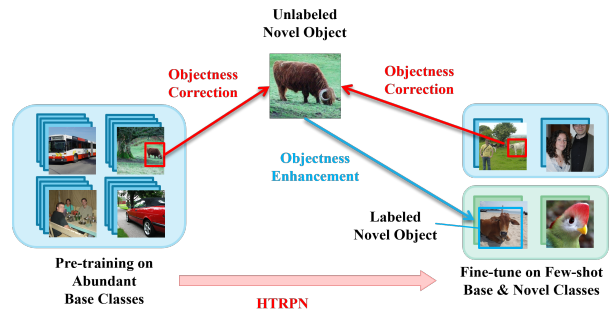 Unlabeled
Novel Object
Objectness
Correction
Objectness
Correction
Objectness
Enhancement
Labeled
Novel Object
Pre-training on
Abundant
Base Classes
HTRPN
Fine-tune on Few-shot
Base & Novel Classes